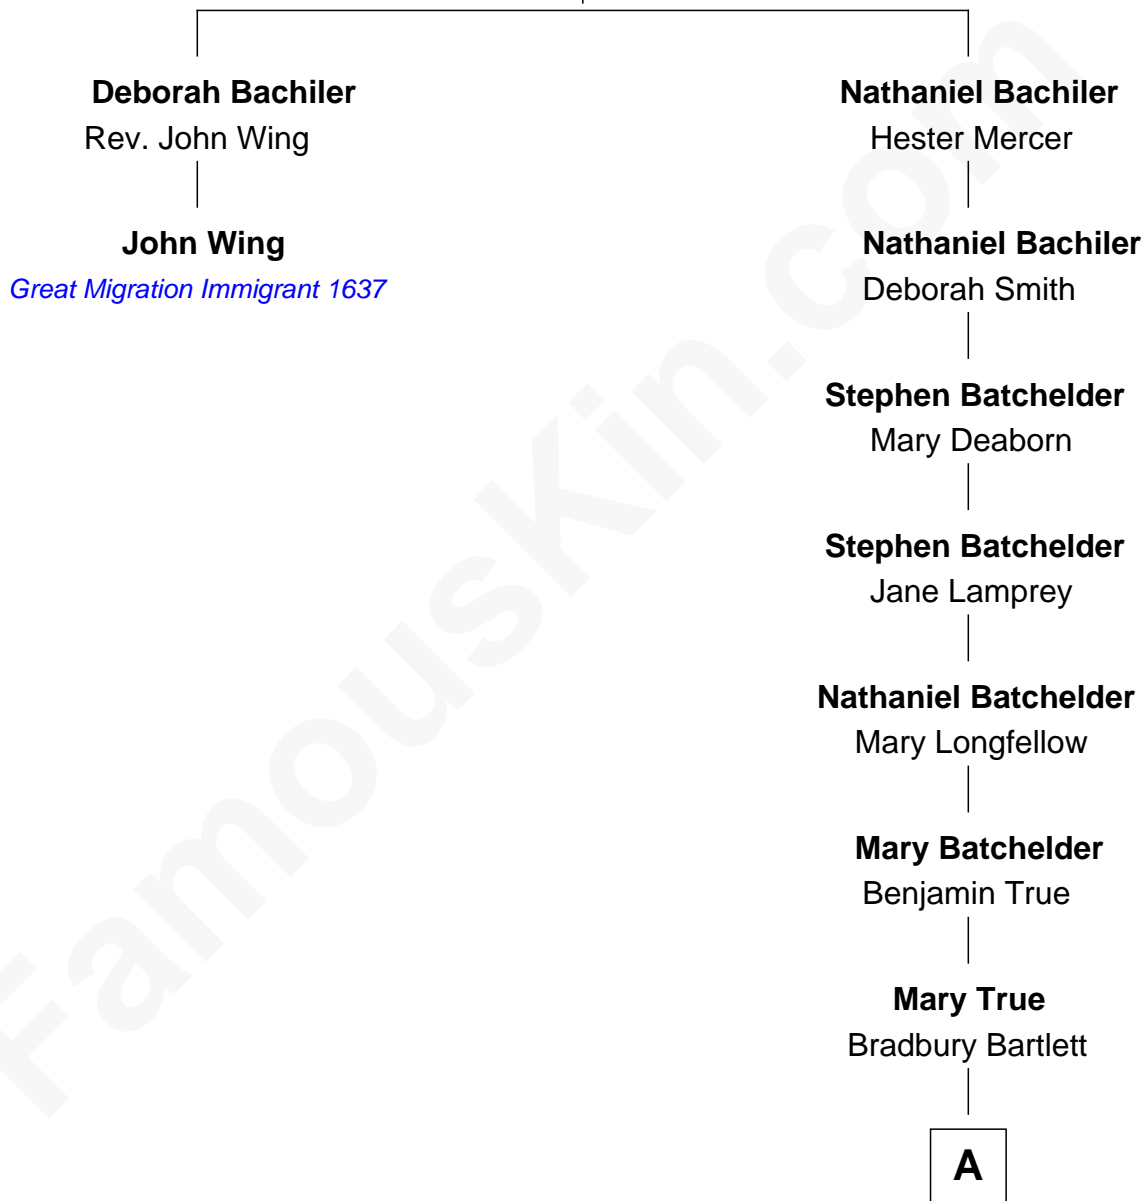 Deborah Bachiler
Rev. John Wing
John Wing
Great Migration Immigrant 1637
Nathaniel Bachiler
Hester Mercer
Nathaniel Bachiler
Deborah Smith
Stephen Batchelder
Mary Deaborn
Stephen Batchelder
Jane Lamprey
Nathaniel Batchelder
Mary Longfellow
Mary Batchelder
Benjamin True
Mary True
Bradbury Bartlett
A
FamousKin.com